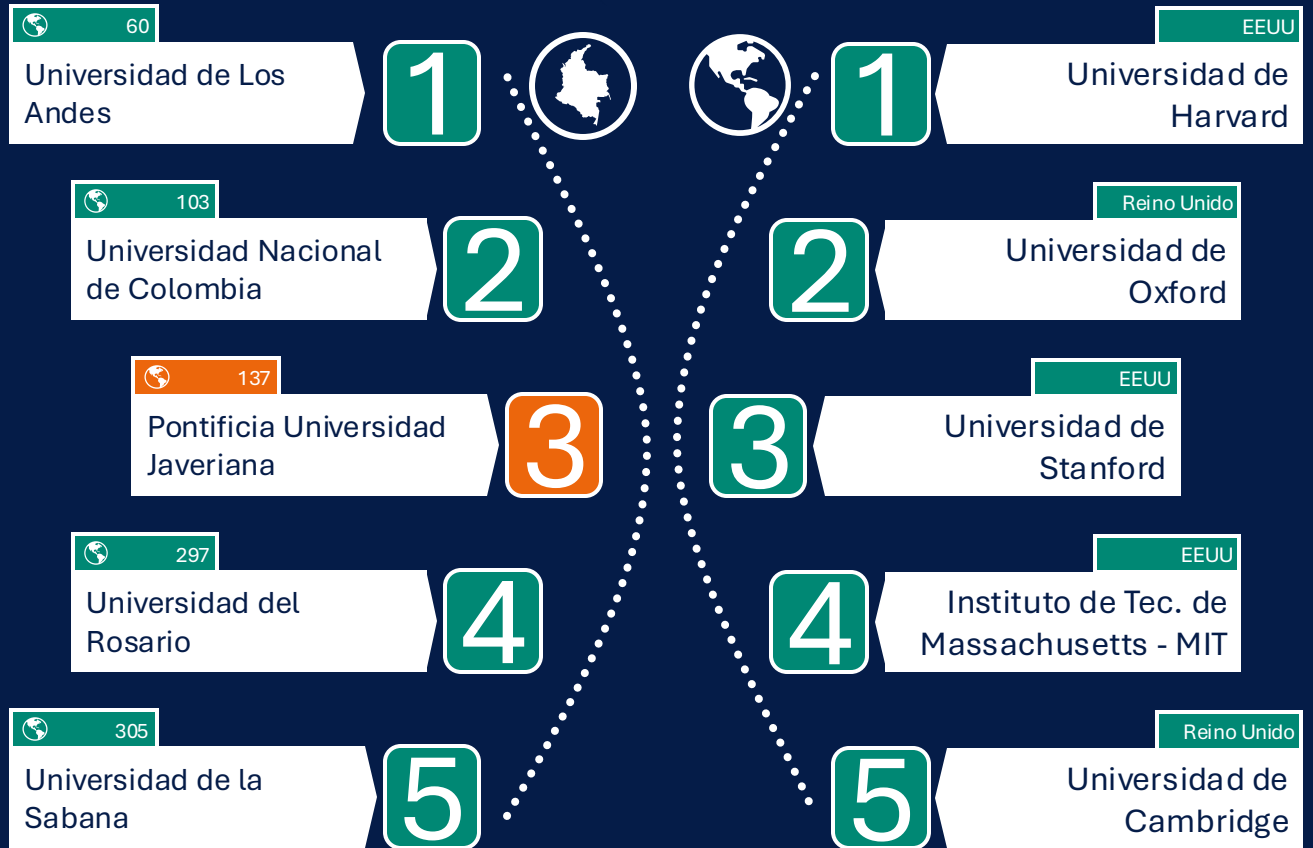 60
Universidad de Los
Andes
1
103
Universidad Nacional
de Colombia
2
137
Pontificia Universidad
Javeriana
3
297
Universidad del
Rosario
4
305
Universidad de la
Sabana
5
EEUU
1
Universidad de
Harvard
Reino Unido
2
Universidad de
Oxford
EEUU
3
Universidad de
Stanford
EEUU
4
Instituto de Tec. de
Massachusetts - MIT
Reino Unido
5
Universidad de
Cambridge